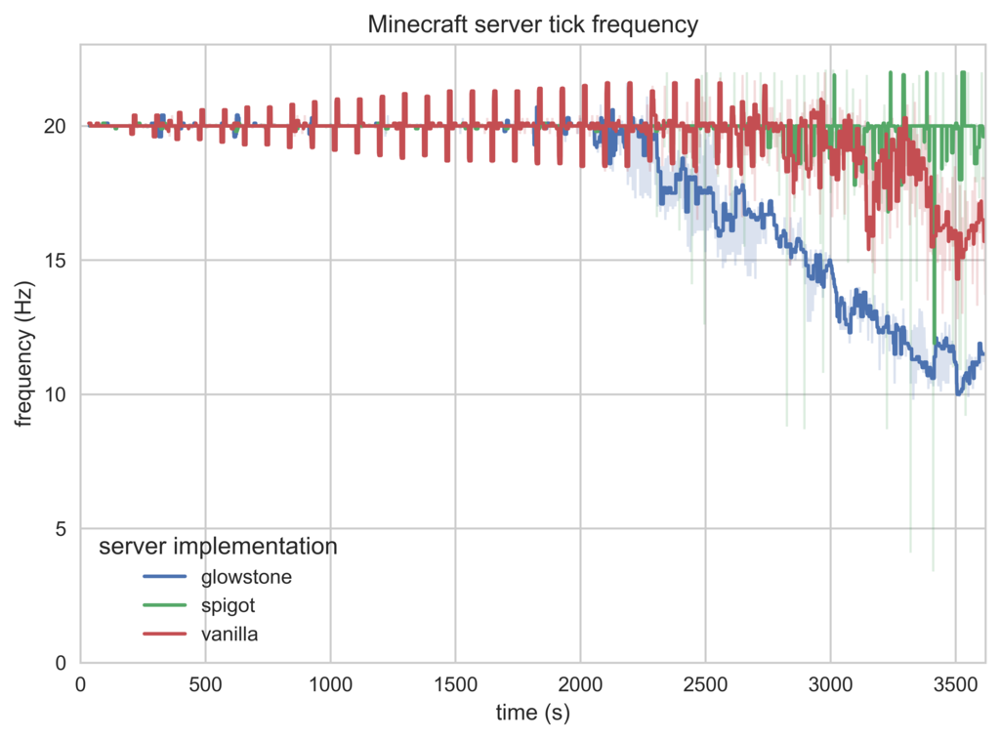 Minecraft server tick frequency
frequency (Hz)
20
15
10
5
0
server implementation
glowstone
spigot
vanilla
0 500 1000 1500 2000 2500 3000 3500
time (s)